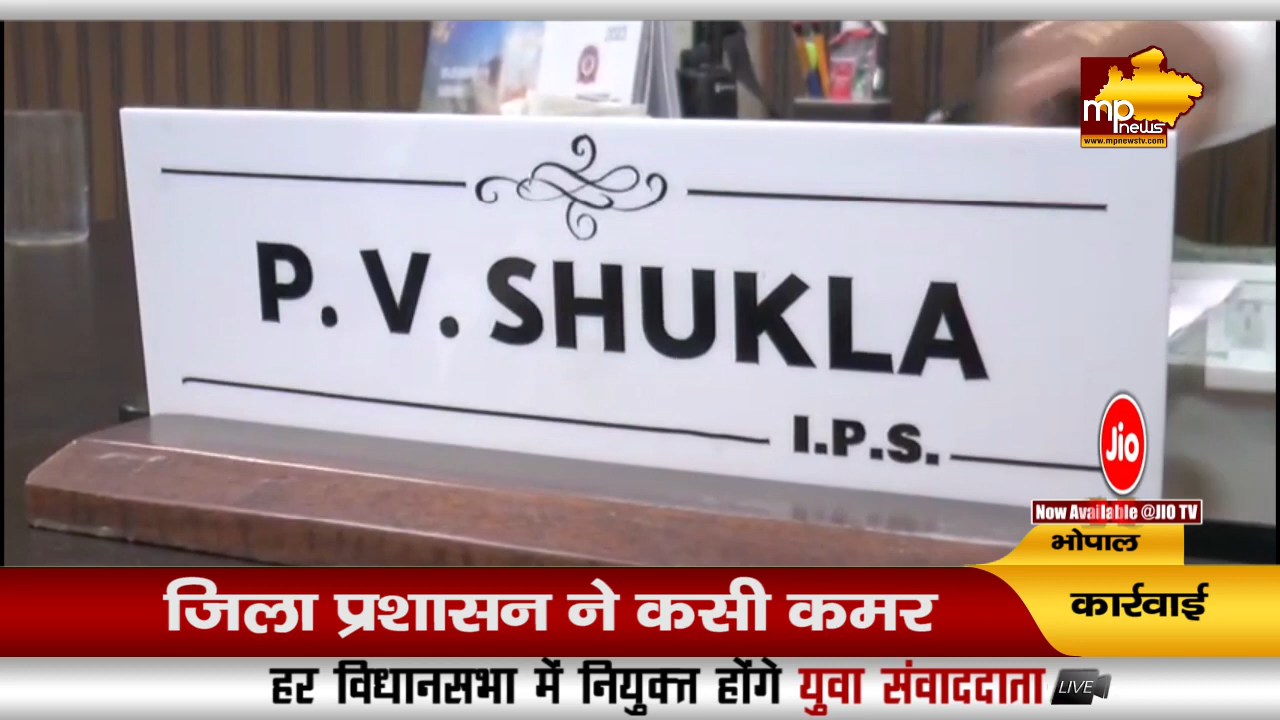 2023
mp
news
www.mpnewstv.com
P. V. SHUKLA
I.P.S.
Jio
Now Available @JIO TV
भोपाल
जिला प्रशासन ने कसी कमर
कार्रवाई
हर विधानसभा में नियुक्त होंगे युवा संवाददाता
LIVE